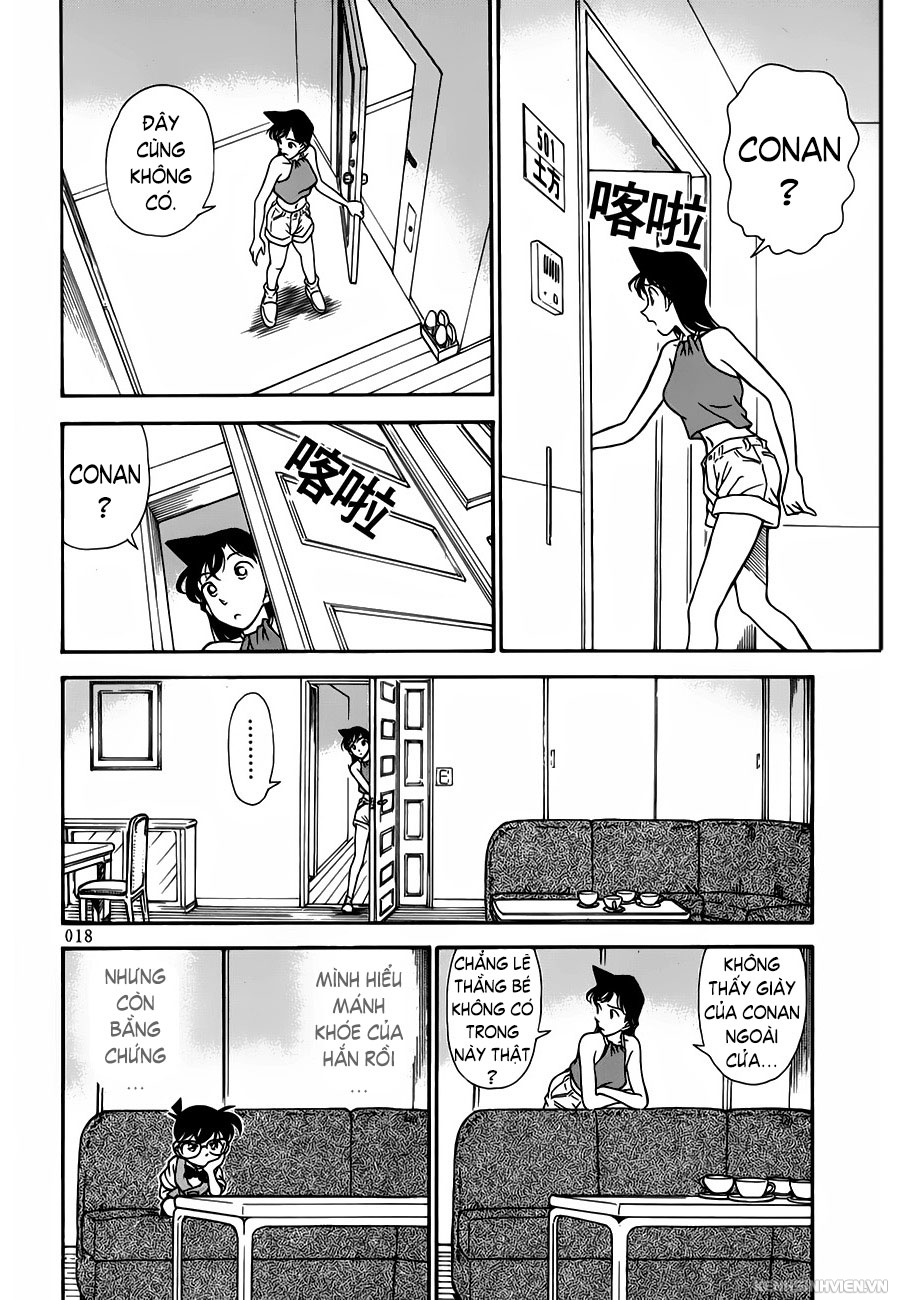 CONAN
?
501
土方
喀啦
ĐÂY
CŨNG
KHÔNG
CÓ.
喀啦
CONAN
?
.........
018
KHÔNG
THẤY GIÀY
CỦA CONAN
NGOÀI
CỬA...
CHẲNG LẼ
THẰNG BÉ
KHÔNG CÓ
TRONG
NÀY THẬT
?
MÌNH HIỂU
MÁNH
KHÓE CỦA
HẮN RỒI
...
NHƯNG
CÒN
BẰNG
CHỨNG
...
KENHSINHVIEN.VN